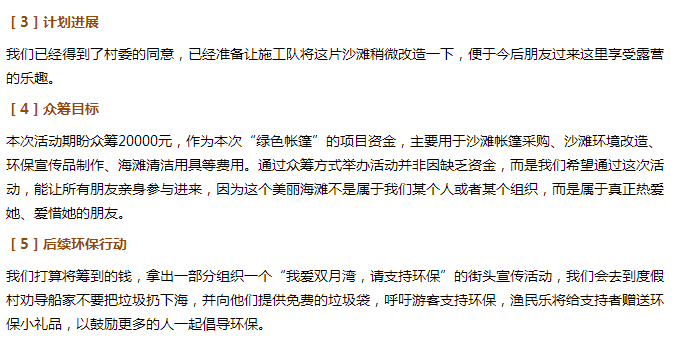 ［3］计划进展
我们已经得到了村委的同意，已经准备让施工队将这片沙滩稍微改造一下，便于今后朋友过来这里享受露营
的乐趣。
［4］众筹目标
本次活动期盼众筹20000元，作为本次“绿色帐篷”的项目资金，主要用于沙滩帐篷采购、沙滩环境改造、
环保宣传品制作、海滩清洁用具等费用。通过众筹方式举办活动并非因缺乏资金，而是我们希望通过这次活
动，能让所有朋友亲身参与进来，因为这个美丽海滩不是属于我们某个人或者某个组织，而是属于真正热爱
她、爱惜她的朋友。
［5］后续环保行动
我们打算将筹到的钱，拿出一部分组织一个“我爱双月湾，请支持环保”的街头宣传活动，我们会去到度假
村劝导船家不要把垃圾扔下海，并向他们提供免费的垃圾袋，呼吁游客支持环保，渔民乐将给支持者赠送环
保小礼品，以鼓励更多的人一起倡导环保。